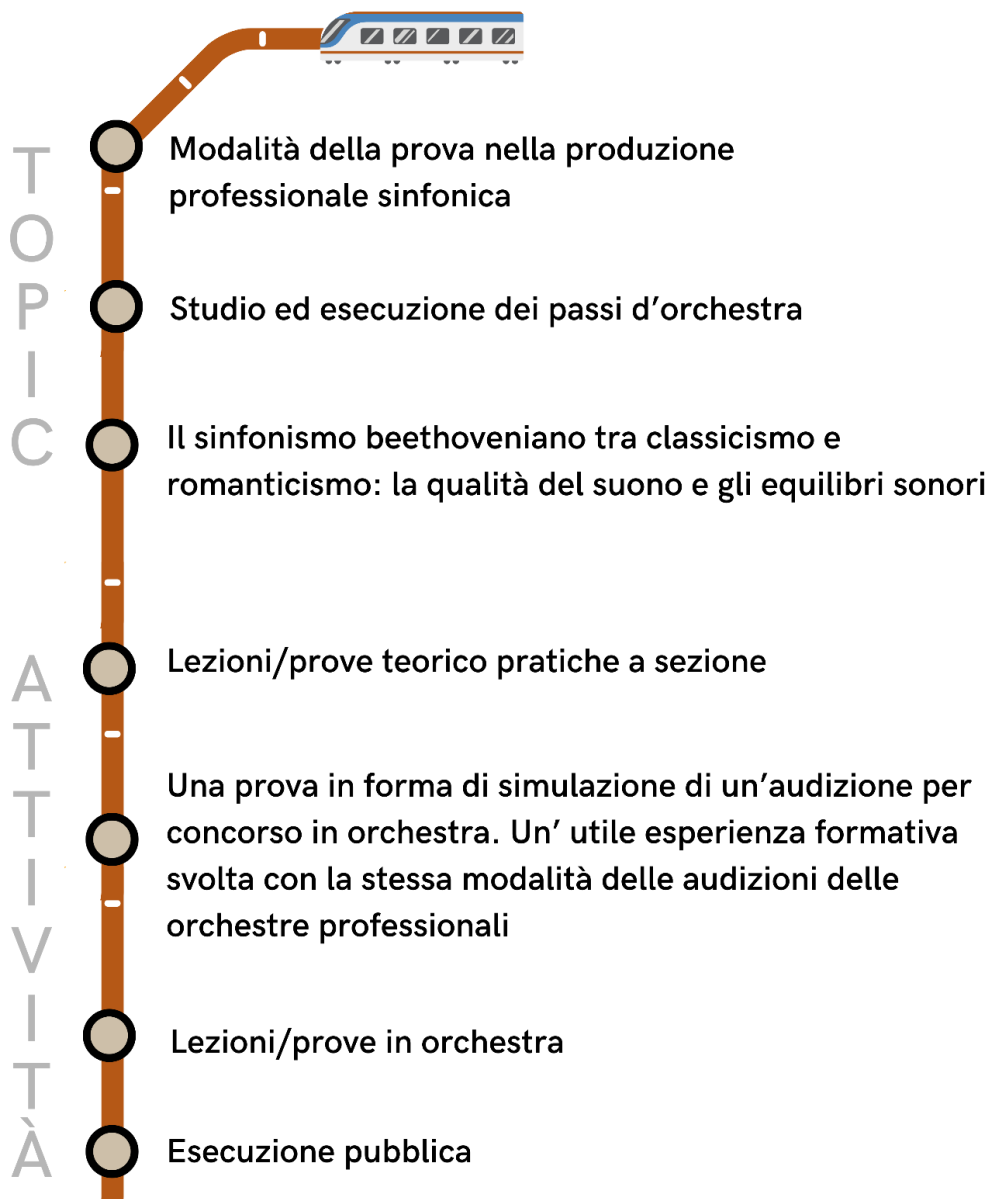 TOPIC
Modalità della prova nella produzione
professionale sinfonica
Studio ed esecuzione dei passi d’orchestra
Il sinfonismo beethoveniano tra classicismo e
romanticismo: la qualità del suono e gli equilibri sonori
ATTIVITÀ
Lezioni/prove teorico pratiche a sezione
Una prova in forma di simulazione di un’audizione per
concorso in orchestra. Un’ utile esperienza formativa
svolta con la stessa modalità delle audizioni delle
orchestre professionali
Lezioni/prove in orchestra
Esecuzione pubblica